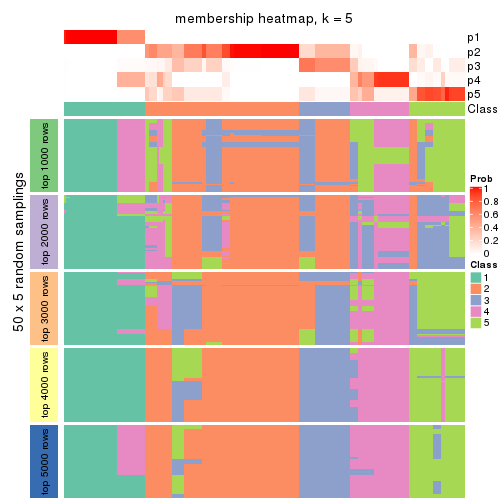 membership heatmap, k = 5
p1
p2
p3
p4
p5
Class
50 x 5 random samplings
top 1000 rows
top 2000 rows
top 3000 rows
top 4000 rows
top 5000 rows
Prob
1
0.8
0.6
0.4
0.2
0
Class
1
2
3
4
5